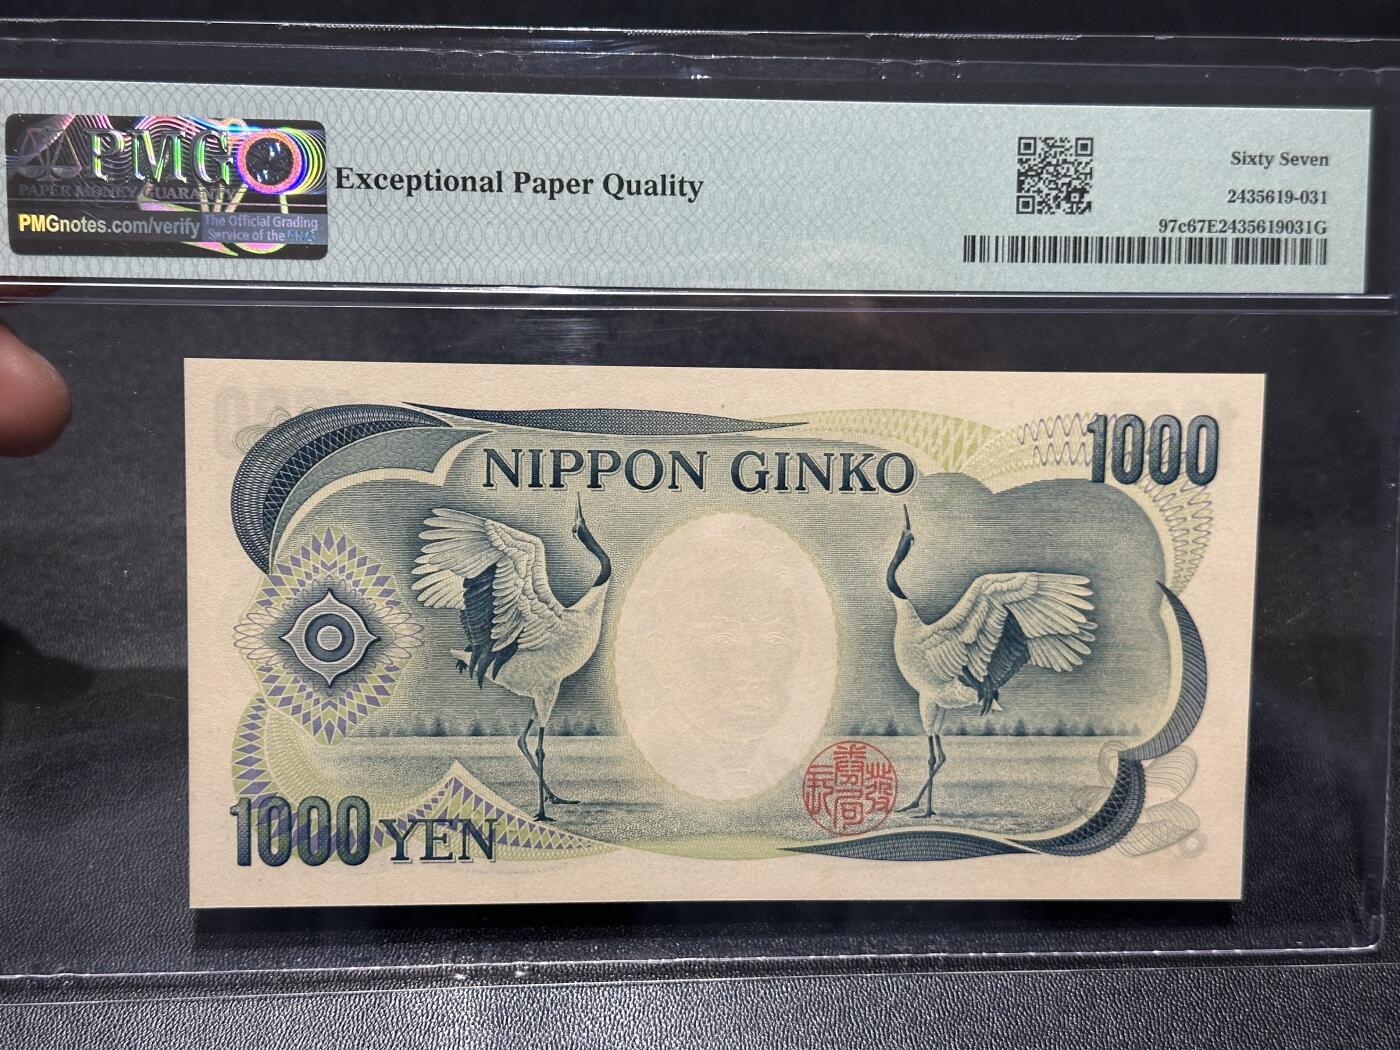 PMG
PAPER MONEY GUARANTY
PMGnotes.com/verify
The Official Grading
Service of the ANA
Exceptional Paper Quality
Sixty Seven
2435619-031
97c67E2435619031G
NIPPON GINKO
1000
1000 YEN